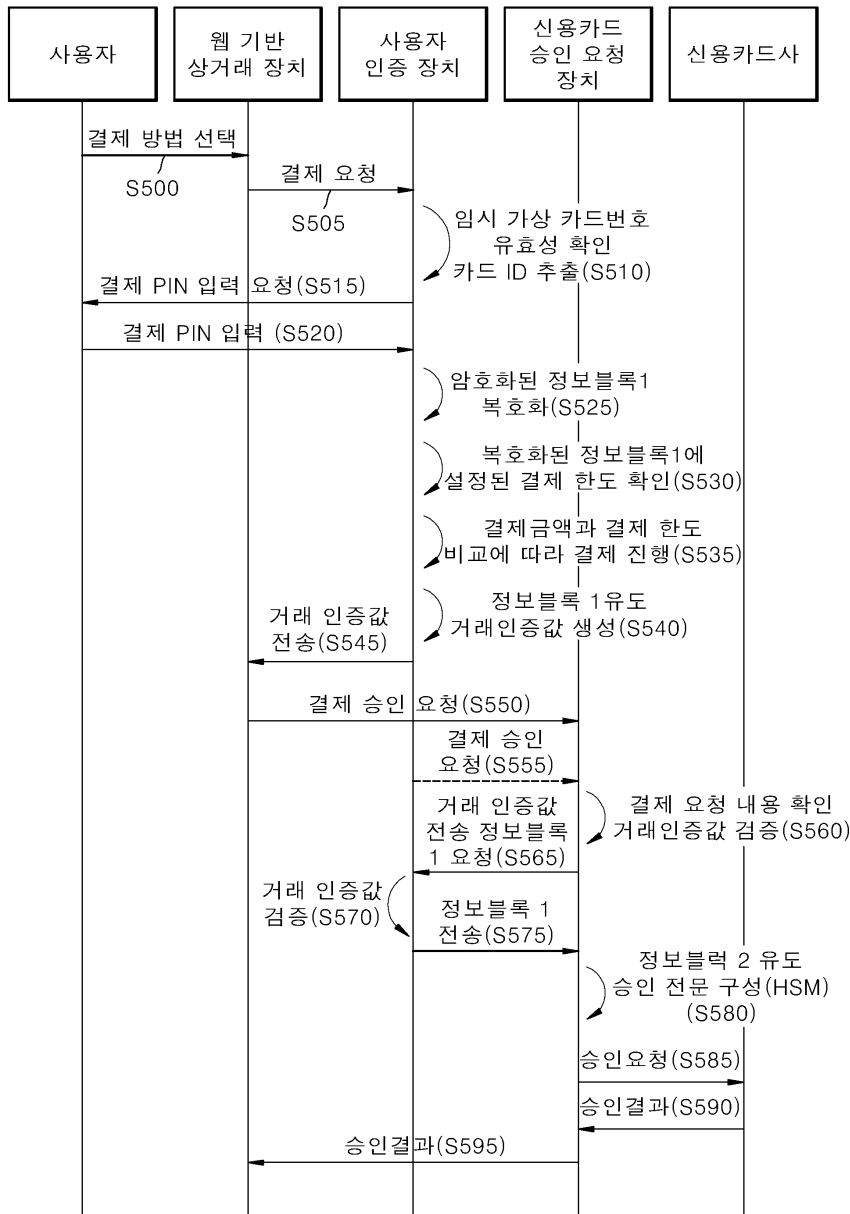 사용자
웹 기반
상거래 장치
사용자
인증 장치
신용카드
승인 요청
장치
신용카드사
결제 방법 선택
S500
결제 요청
S505
임시 가상 카드번호
유효성 확인
카드 ID 추출(S510)
결제 PIN 입력 요청(S515)
결제 PIN 입력 (S520)
암호화된 정보블록1
복호화(S525)
복호화된 정보블록1에
설정된 결제 한도 확인(S530)
결제금액과 결제 한도
비교에 따라 결제 진행(S535)
정보블록 1유도
거래인증값 생성(S540)
거래 인증값
전송(S545)
결제 승인 요청(S550)
결제 승인
요청(S555)
결제 요청 내용 확인
거래인증값 검증(S560)
거래 인증값
전송 정보블록
1 요청(S565)
거래 인증값
검증(S570)
정보블록 1
전송(S575)
정보블럭 2 유도
승인 전문 구성(HSM)
(S580)
승인요청(S585)
승인결과(S590)
승인결과(S595)